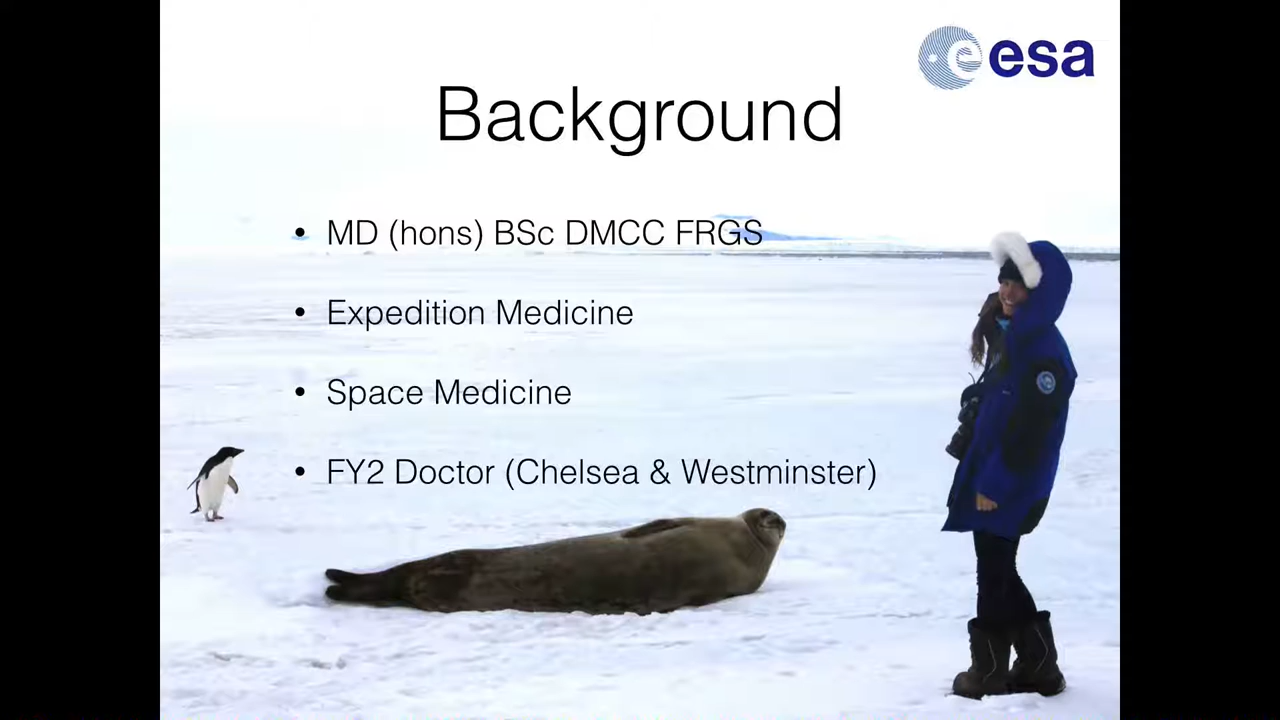 esa
Background
• MD (hons) BSc DMCC FRGS
• Expedition Medicine
• Space Medicine
• FY2 Doctor (Chelsea & Westminster)